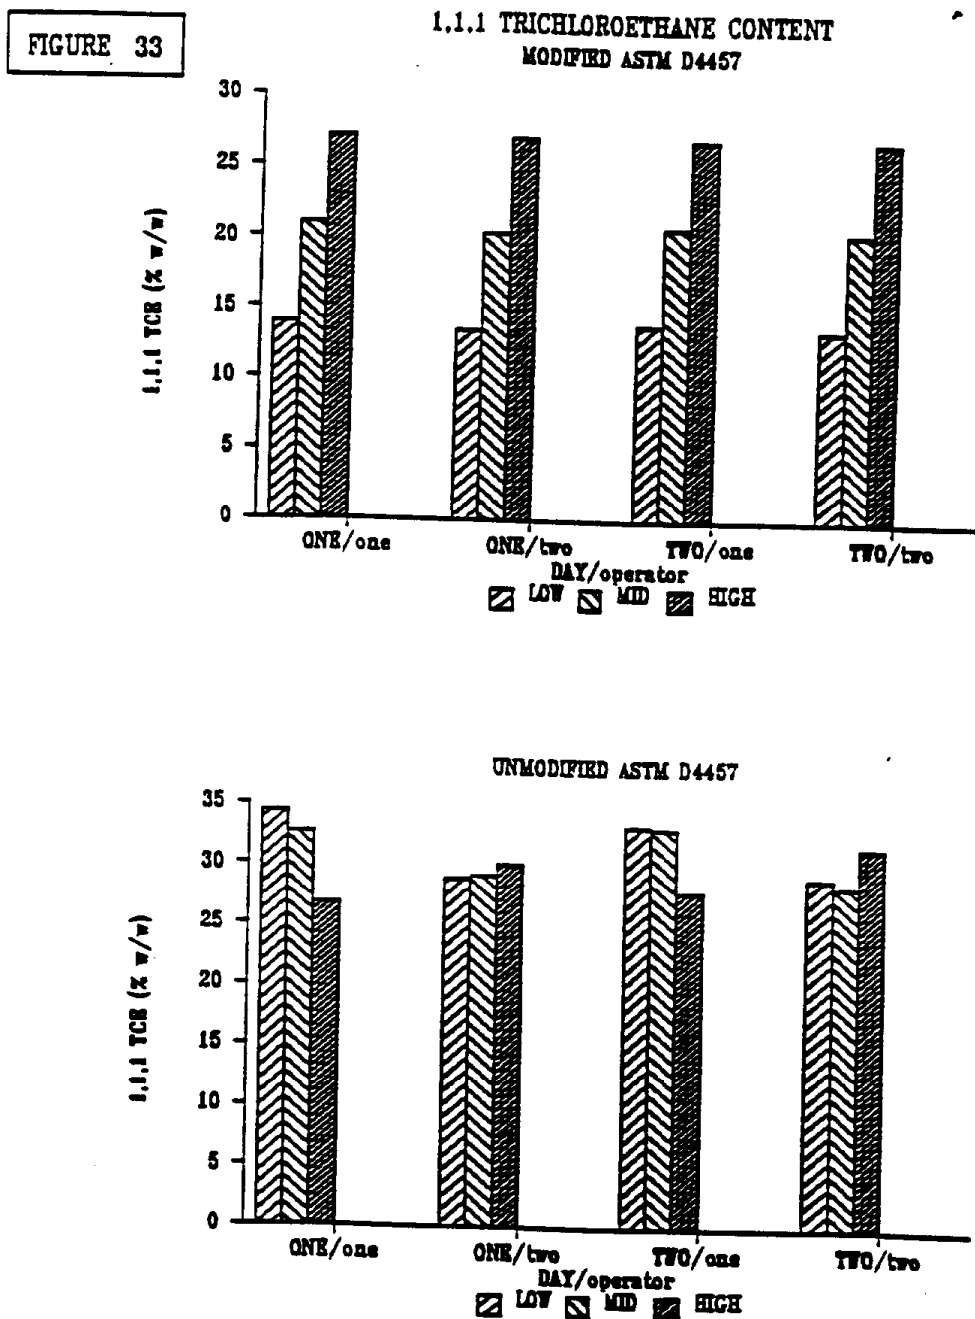 FIGURE 33
1.1.1 TRICHLOROETHANE CONTENT
MODIFIED ASTM D4457
30
25
20
15
10
5
0
1.1.1 TCE (% w/w)
ONE/one ONE/two TWO/one TWO/two
DAY/operator
LOW MID HIGH
UNMODIFIED ASTM D4457
35
30
25
20
15
10
5
0
1.1.1 TCE (% w/w)
ONE/one ONE/two TWO/one TWO/two
DAY/operator
LOW MID HIGH